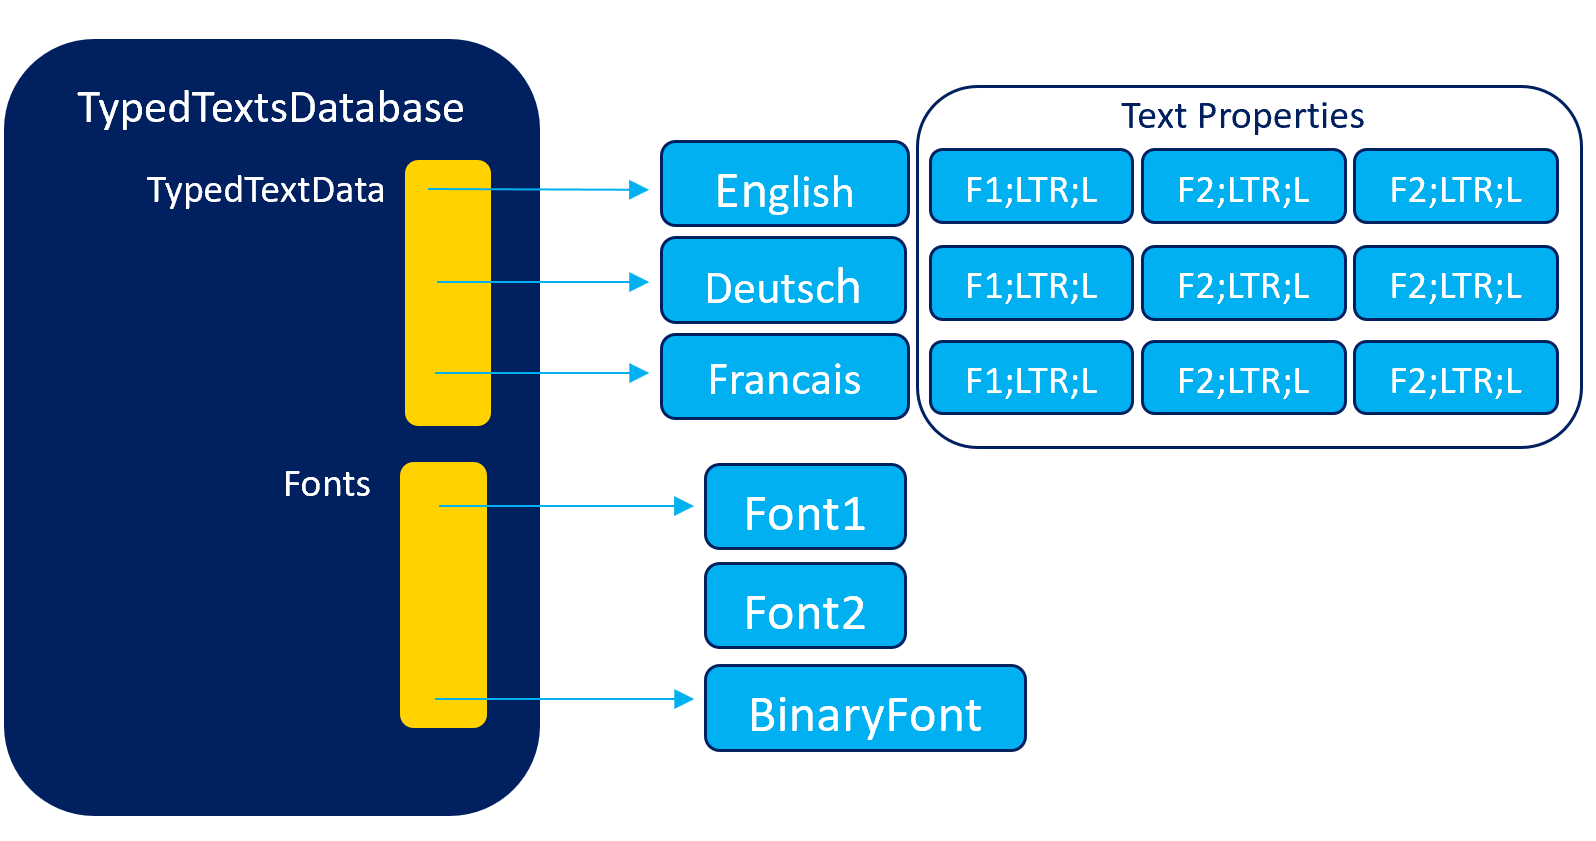 TypedTextsDatabase
TypedTextData
Text Properties
English
F1;LTR;L F2;LTR;L F2;LTR;L
Deutsch
F1;LTR;L F2;LTR;L F2;LTR;L
Francais
F1;LTR;L F2;LTR;L F2;LTR;L
Fonts
Font1
Font2
BinaryFont